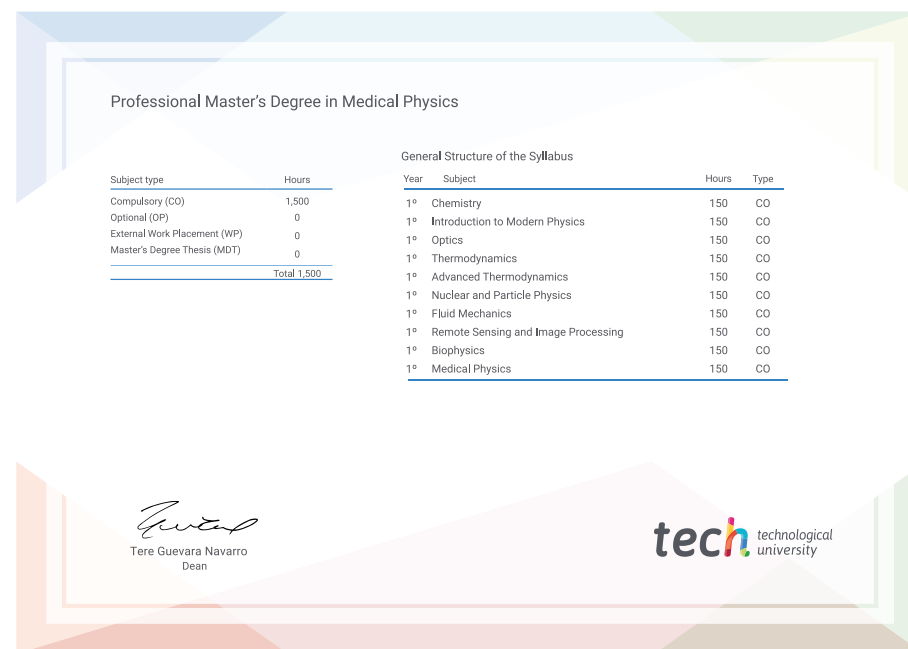 Professional Master's Degree in Medical Physics
General Structure of the Syllabus
Subject type Hours
Compulsory (CO) 1,500
Optional (OP) 0
External Work Placement (WP) 0
Master's Degree Thesis (MDT) 0
Total 1,500
Year Subject Hours Type
1º Chemistry 150 CO
1º Introduction to Modern Physics 150 CO
1º Optics 150 CO
1º Thermodynamics 150 CO
1º Advanced Thermodynamics 150 CO
1º Nuclear and Particle Physics 150 CO
1º Fluid Mechanics 150 CO
1º Remote Sensing and Image Processing 150 CO
1º Biophysics 150 CO
1º Medical Physics 150 CO
Tere Guevara Navarro
Dean
tech technological
university